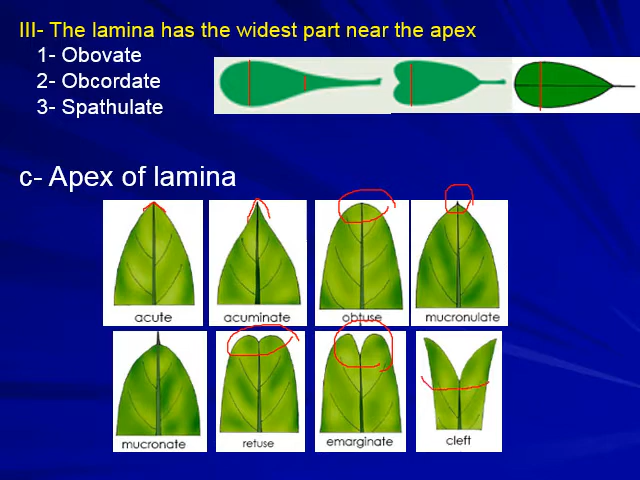 III- The lamina has the widest part near the apex
1- Obovate
2- Obcordate
3- Spathulate
c- Apex of lamina
acute
acuminate
obtuse
mucronulate
mucronate
retuse
emarginate
cleft